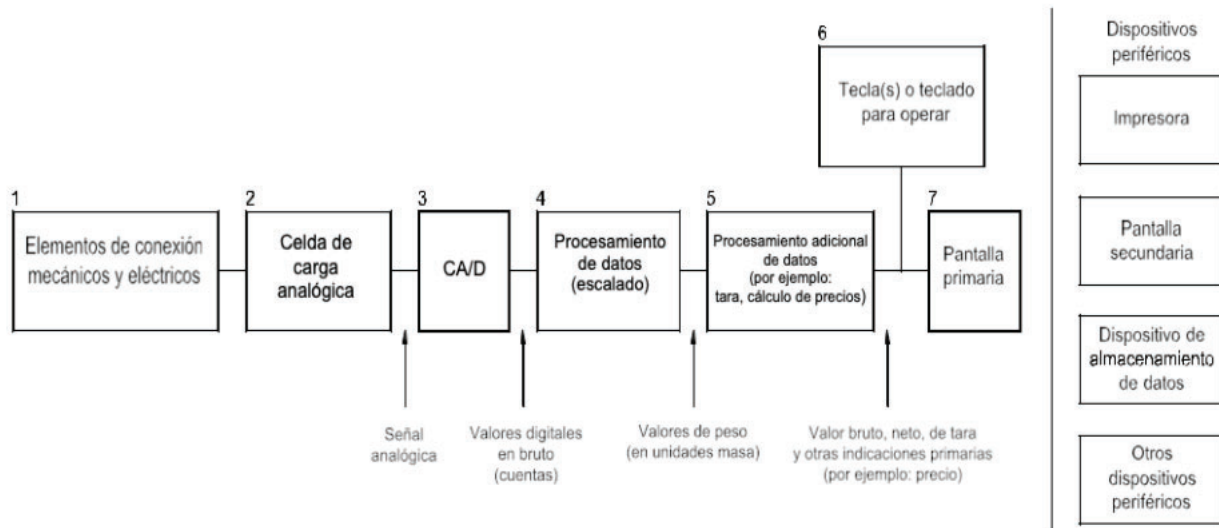 1
Elementos de conexión
mecánicos y eléctricos
2
Celda de
carga
analógica
3
CA/D
4
Procesamiento
de datos
(escalado)
5
Procesamiento adicional
de datos
(por ejemplo:
tara, cálculo de precios)
6
Tecla(s) o teclado
para operar
7
Pantalla
primaria
Señal
analógica
Valores digitales
en bruto
(cuentas)
Valores de peso
(en unidades masa)
Valor bruto, neto, de tara
y otras indicaciones primarias
(por ejemplo: precio)
Dispositivos
periféricos
Impresora
Pantalla
secundaria
Dispositivo de
almacenamiento
de datos
Otros
dispositivos
periféricos